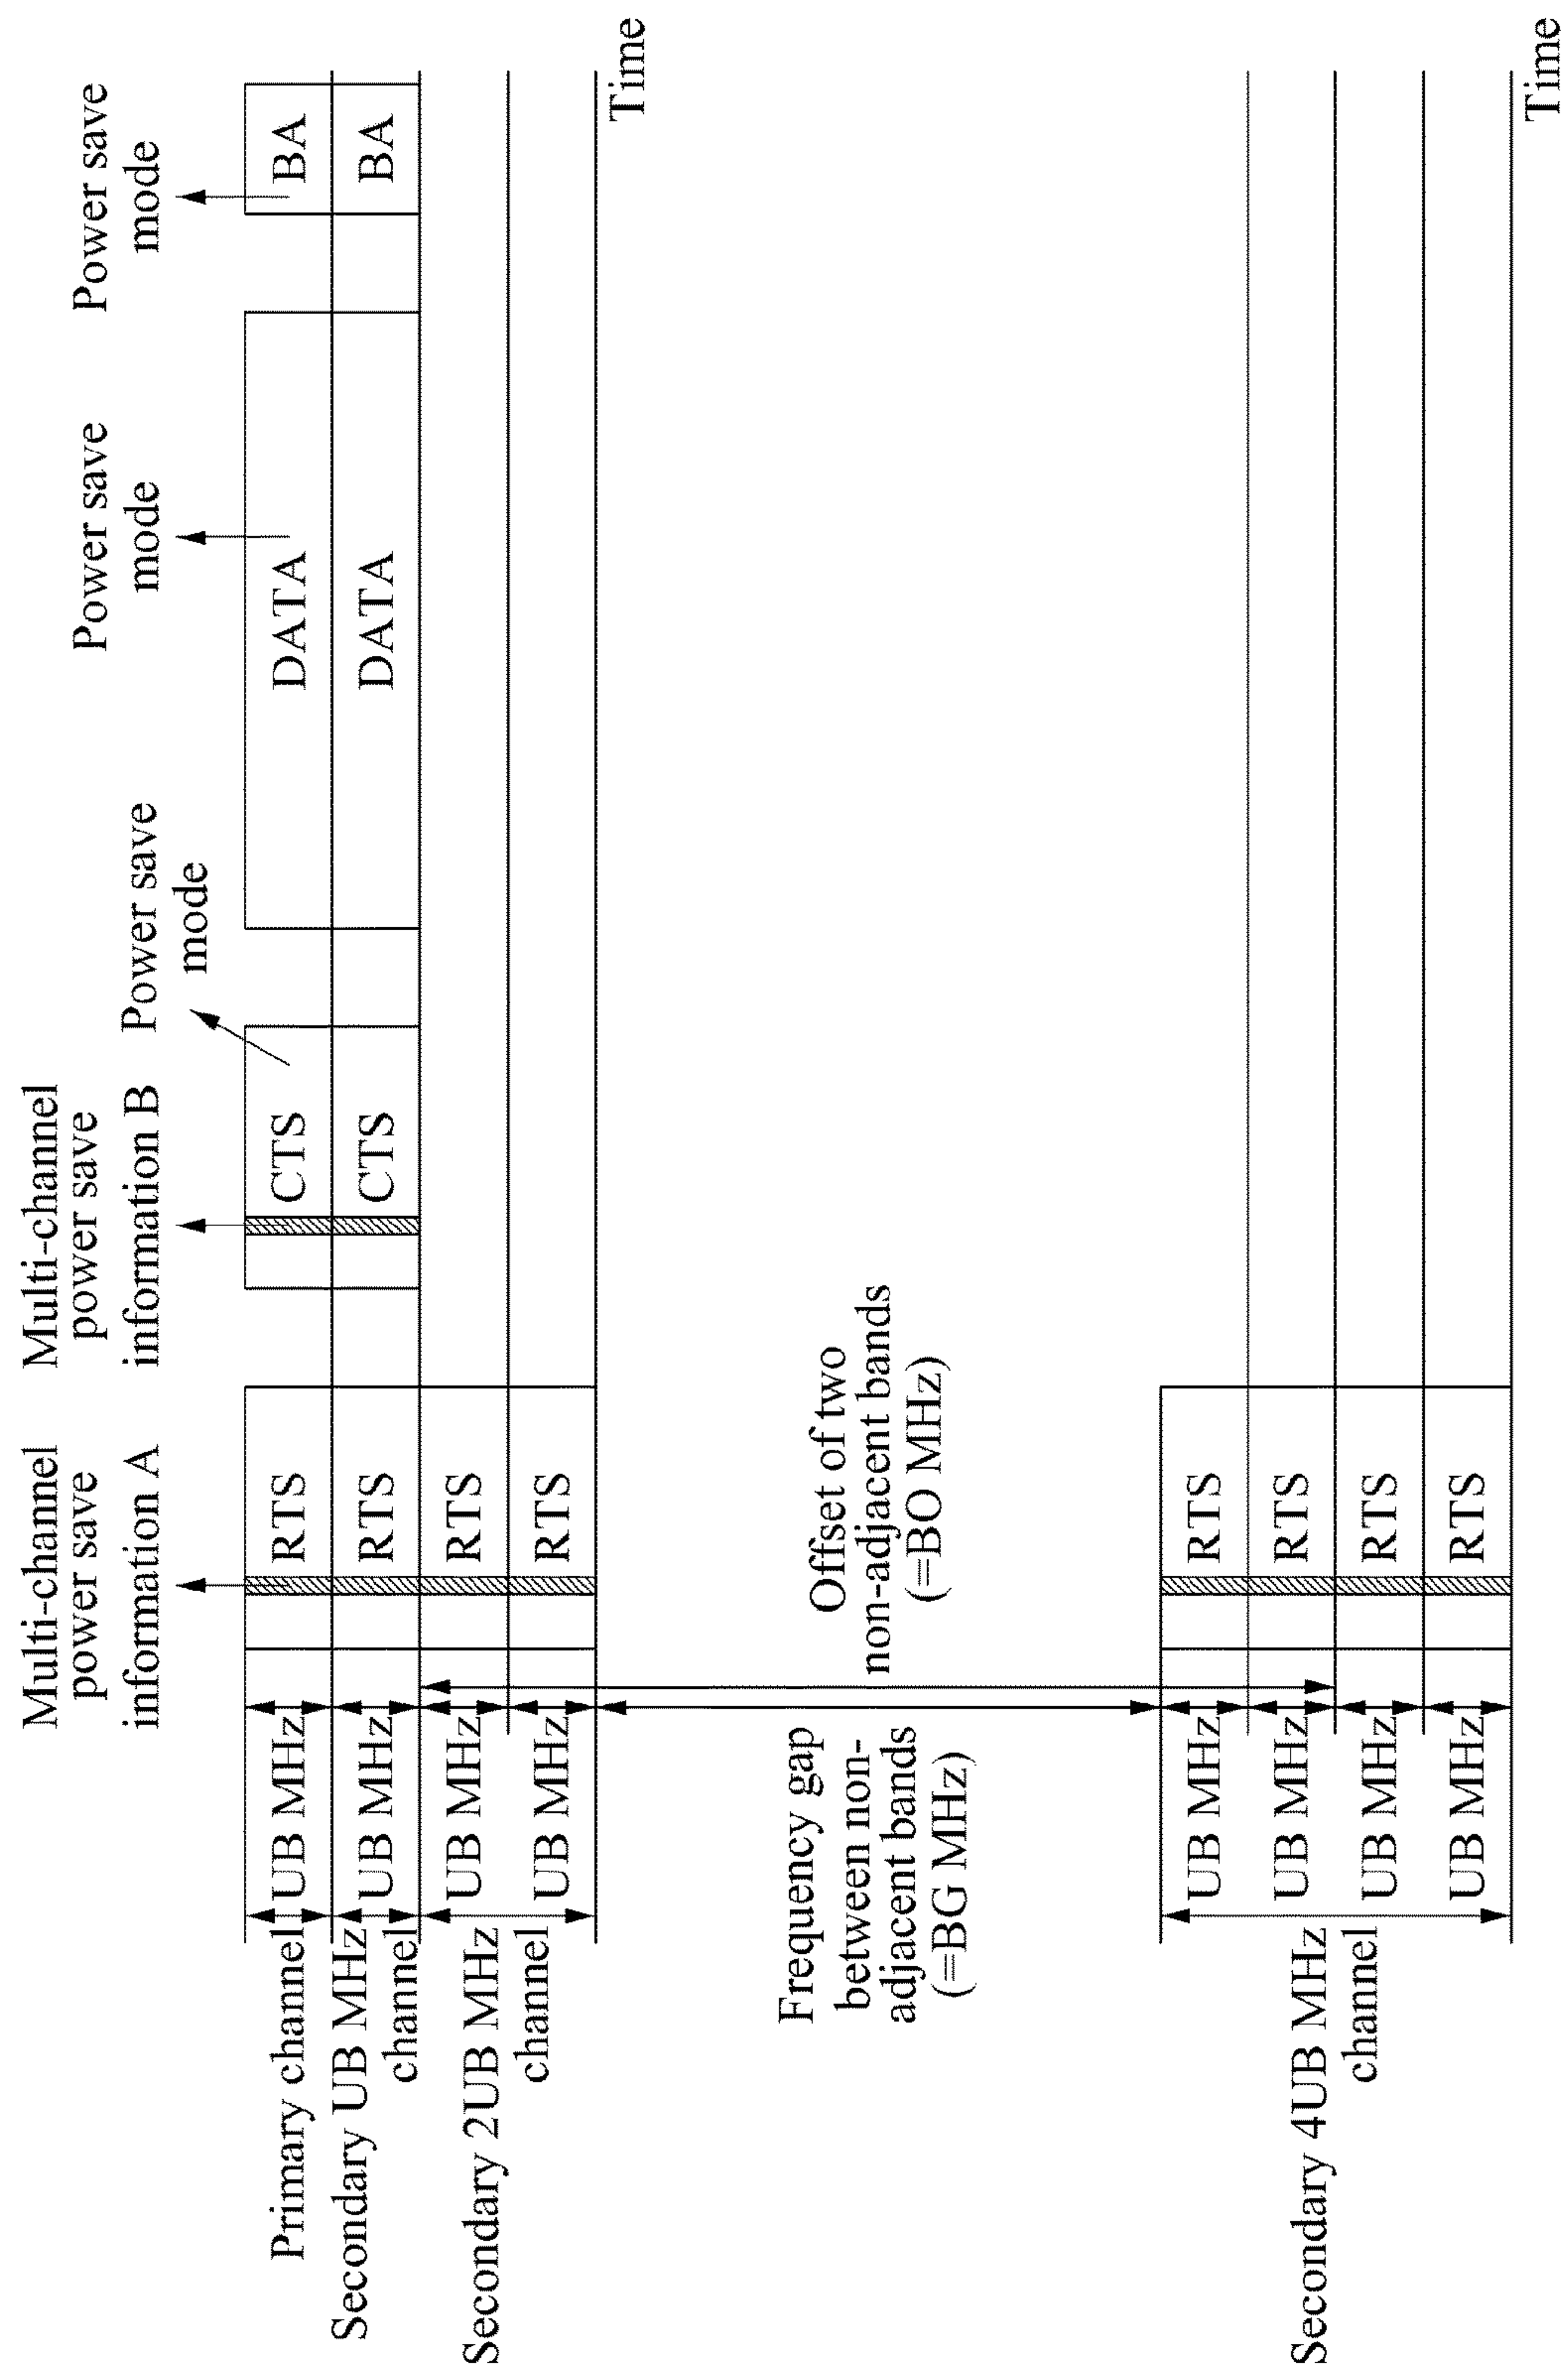 Multi-channel
power save
information A
Multi-channel
power save
information B
Power save
mode
Power save
mode
Power save
mode
Primary channel
UB MHz
RTS
CTS
DATA
BA
Secondary UB MHz
channel
UB MHz
RTS
CTS
DATA
BA
Secondary 2UB MHz
channel
UB MHz
RTS
UB MHz
RTS
Time
Frequency gap
between non-
adjacent bands
(=BG MHz)
Offset of two
non-adjacent bands
(=BO MHz)
Secondary 4UB MHz
channel
UB MHz
RTS
UB MHz
RTS
UB MHz
RTS
UB MHz
RTS
Time